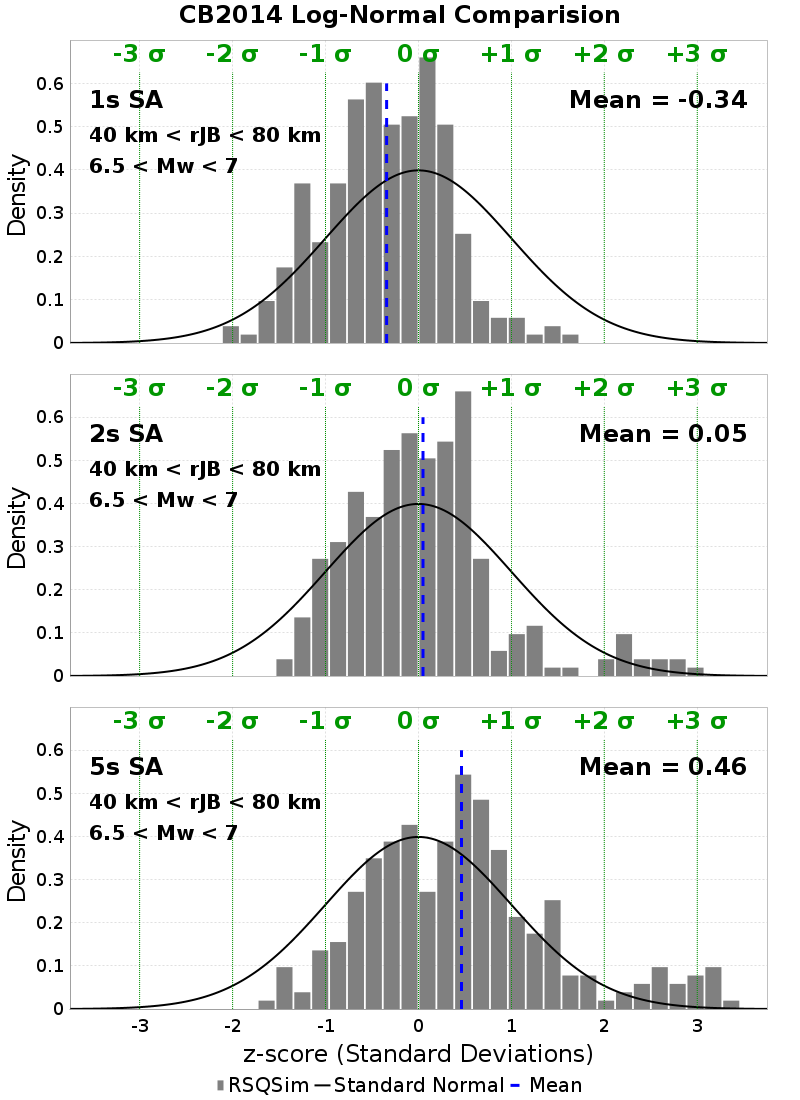 CB2014 Log-Normal Comparision
-3 σ -2 σ -1 σ 0 σ +1 σ +2 σ +3 σ
0.6
0.5
0.4
0.3
0.2
0.1
0
Density
1s SA
40 km < rJB < 80 km
6.5 < Mw < 7
Mean = -0.34
-3 σ -2 σ -1 σ 0 σ +1 σ +2 σ +3 σ
0.6
0.5
0.4
0.3
0.2
0.1
0
Density
2s SA
40 km < rJB < 80 km
6.5 < Mw < 7
Mean = 0.05
-3 σ -2 σ -1 σ 0 σ +1 σ +2 σ +3 σ
0.6
0.5
0.4
0.3
0.2
0.1
0
Density
5s SA
40 km < rJB < 80 km
6.5 < Mw < 7
Mean = 0.46
-3 -2 -1 0 1 2 3
z-score (Standard Deviations)
RSQSim Standard Normal Mean